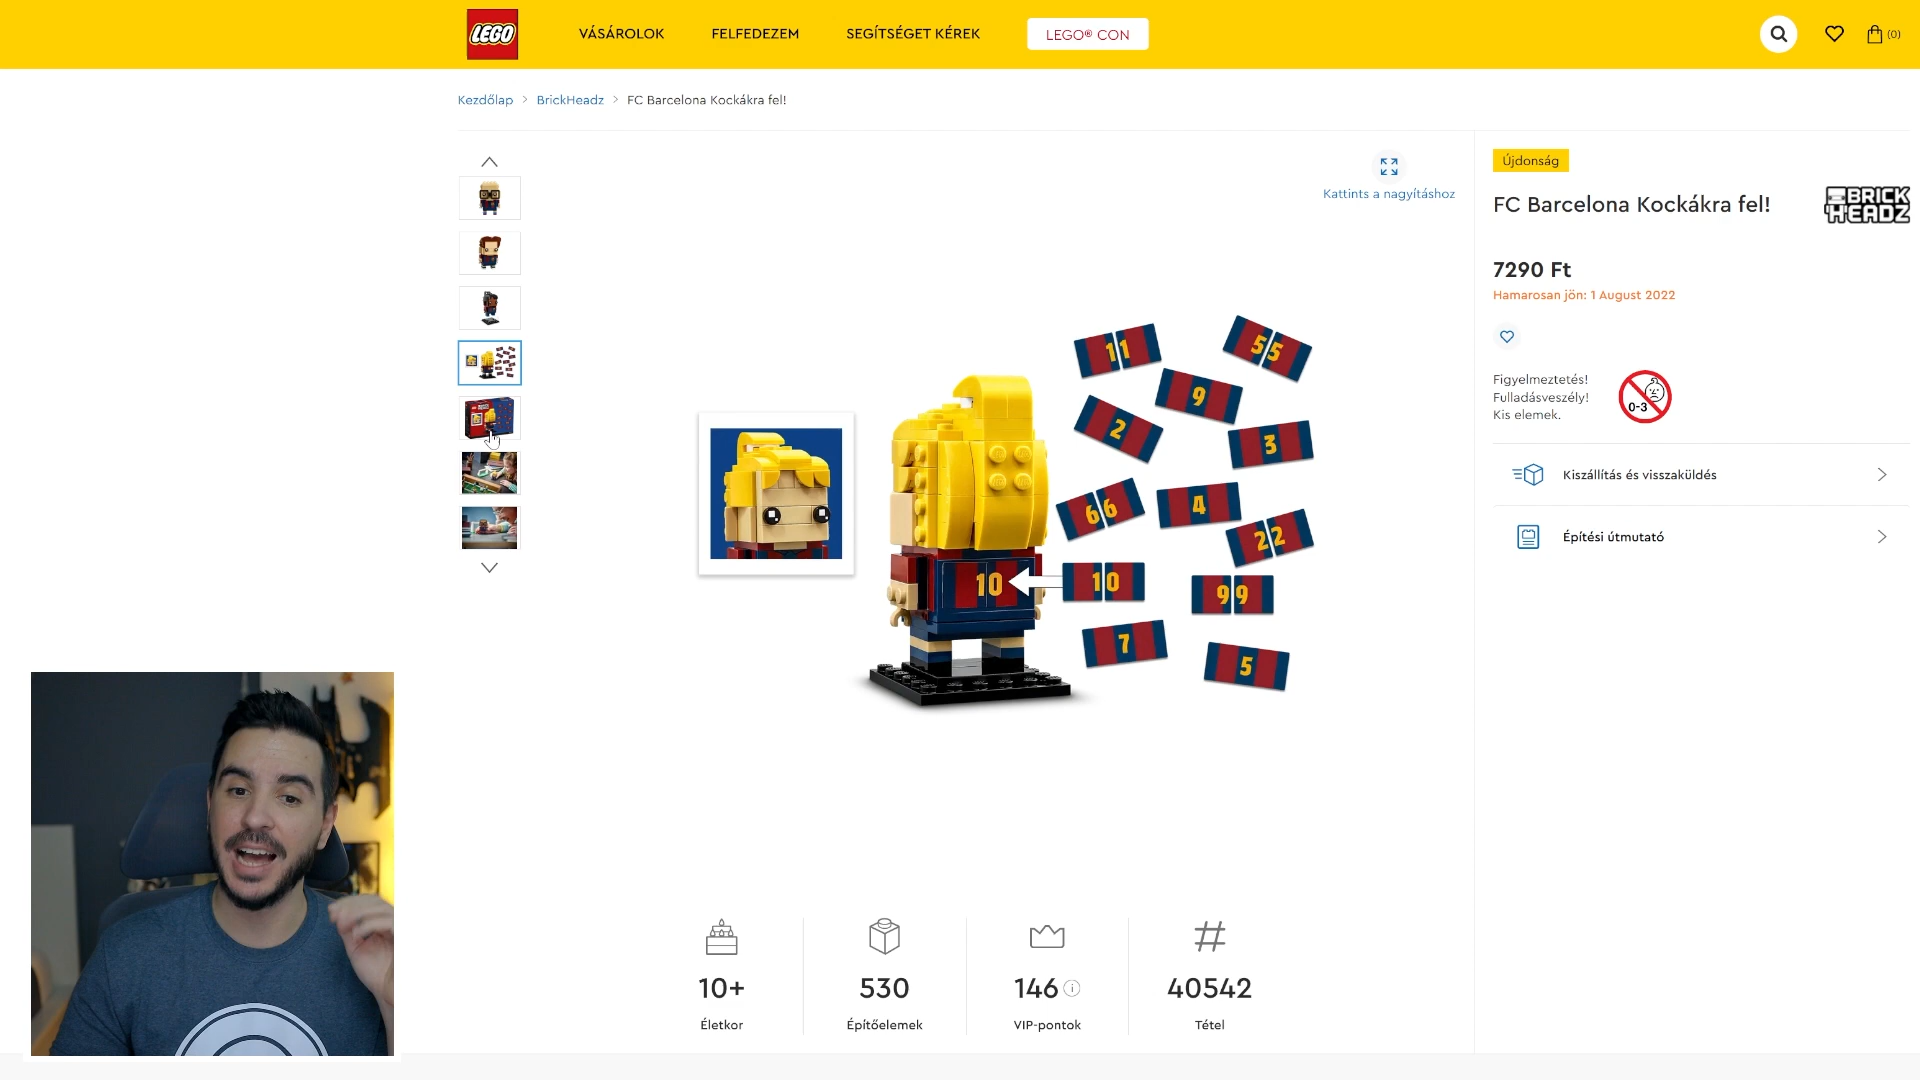 LEGO
VÁSÁROLOK
FELFEDEZEM
SEGÍTSÉGET KÉREK
LEGO® CON
(0)
Kezdőlap > BrickHeadz > FC Barcelona Kockákra fel!
Kattints a nagyításhoz
Újdonság
FC Barcelona Kockákra fel!
BRICK
HEADZ
7290 Ft
Hamarosan jön: 1 August 2022
Figyelmeztetés!
Fulladásveszély!
Kis elemek.
0-3
Kiszállítás és visszaküldés
Építési útmutató
11
55
9
2
3
66
4
22
10
10
99
7
5
10+
Életkor
530
Építőelemek
146
VIP-pontok
40542
Tétel